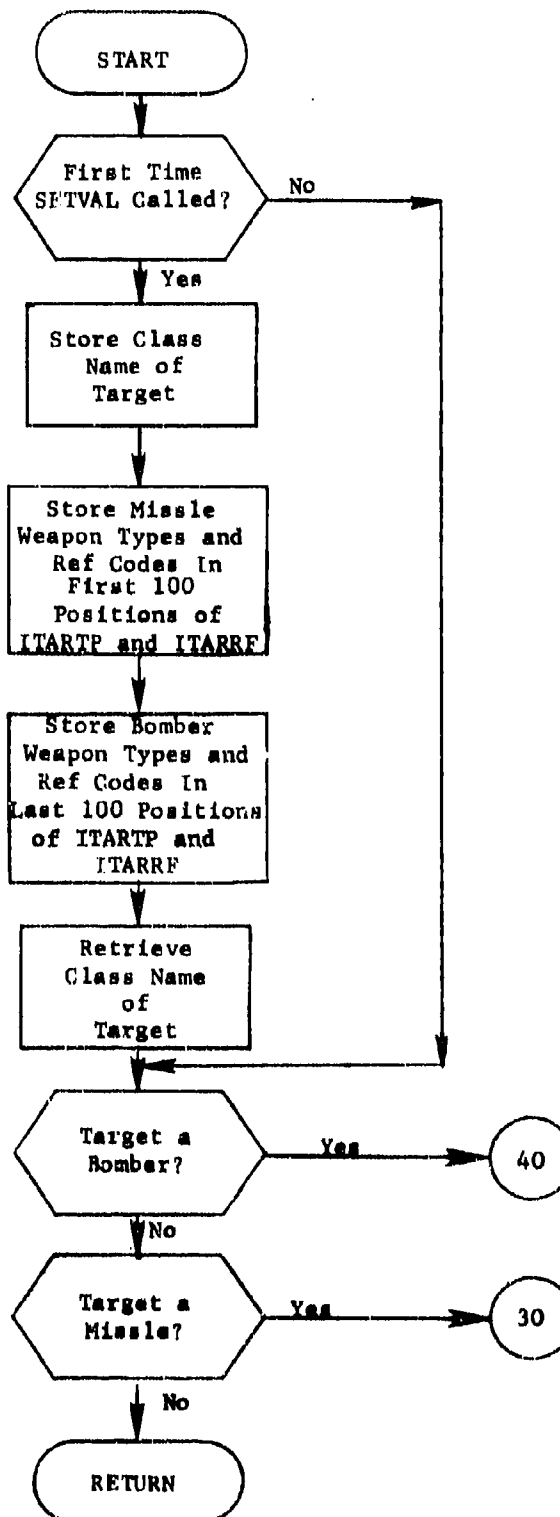 START
First Time
SETVAL Called?
No
Yes
Store Class
Name of
Target
Store Missle
Weapon Types and
Ref Codes In
First 100
Positions of
ITARTP and ITARRF
Store Bomber
Weapon Types and
Ref Codes In
Last 100 Positions
of ITARTP and
ITARRF
Retrieve
Class Name
of
Target
Target a
Bomber?
Yes
40
No
Target a
Missle?
Yes
30
No
RETURN